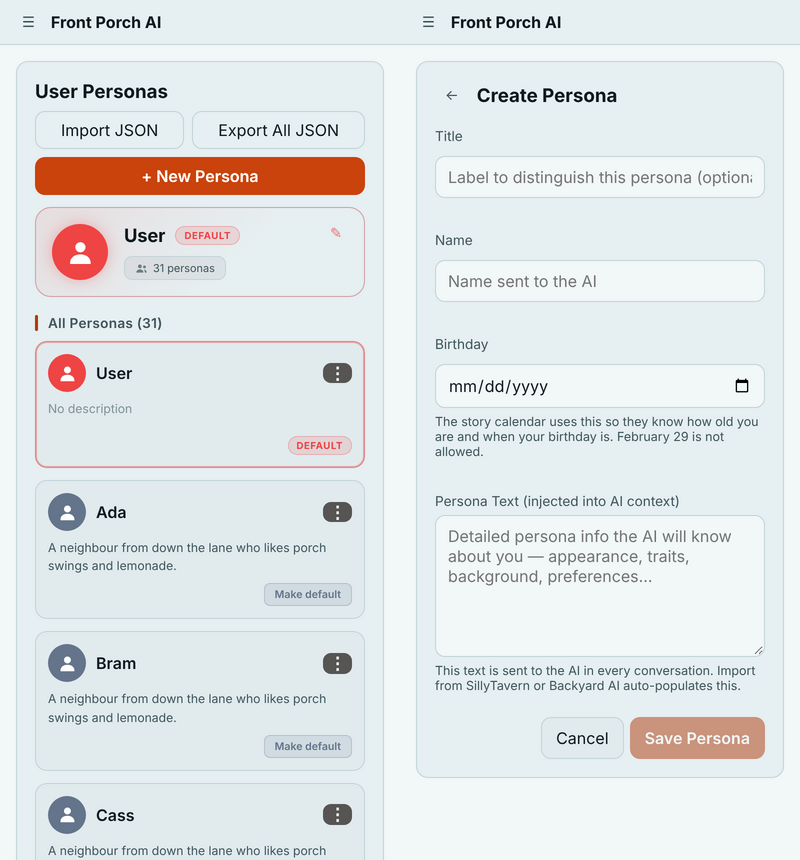 Front Porch AI
User Personas
Import JSON
Export All JSON
+ New Persona
User
DEFAULT
31 personas
All Personas (31)
User
No description
DEFAULT
Ada
A neighbour from down the lane who likes porch
swings and lemonade.
Make default
Bram
A neighbour from down the lane who likes porch
swings and lemonade.
Make default
Cass
A neighbour from down the lane who likes porch
Front Porch AI
Create Persona
Title
Label to distinguish this persona (optiona
Name
Name sent to the AI
Birthday
mm/dd/yyyy
The story calendar uses this so they know how old you
are and when your birthday is. February 29 is not
allowed.
Persona Text (injected into AI context)
Detailed persona info the AI will know
about you — appearance, traits,
background, preferences...
This text is sent to the AI in every conversation. Import
from SillyTavern or Backyard AI auto-populates this.
Cancel
Save Persona